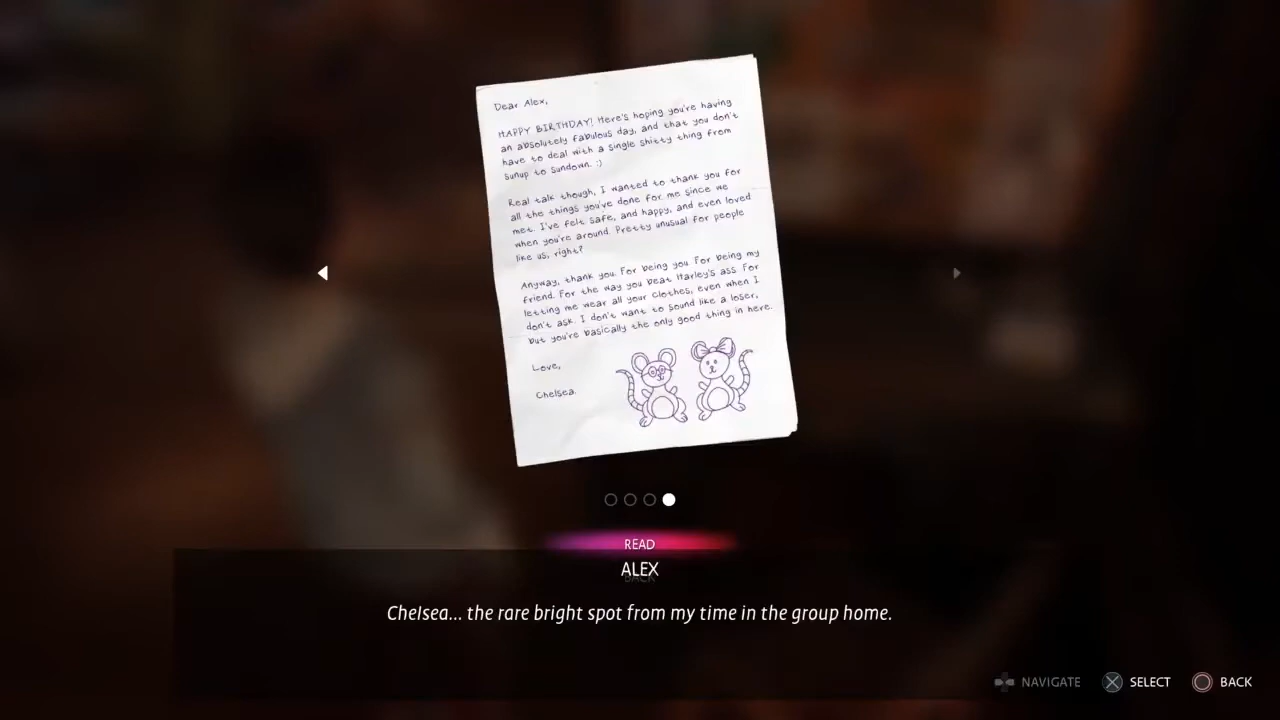 Dear Alex,
HAPPY BIRTHDAY! Here's hoping you're having
an absolutely fabulous day, and that you don't
have to deal with a single shitty thing from
sunup to sundown. :)
Real talk though, I wanted to thank you for
all the things you've done for me since we
met. I've felt safe, and happy, and even loved
when you're around. Pretty unusual for people
like us, right?
Anyway, thank you. For being you. For being my
friend. For the way you beat Harley's ass. For
letting me wear all your clothes, even when I
don't ask. I don't want to sound like a loser,
but you're basically the only good thing in here.
Love,
Chelsea.
READ
ALEX
BACK
Chelsea... the rare bright spot from my time in the group home.
NAVIGATE SELECT BACK